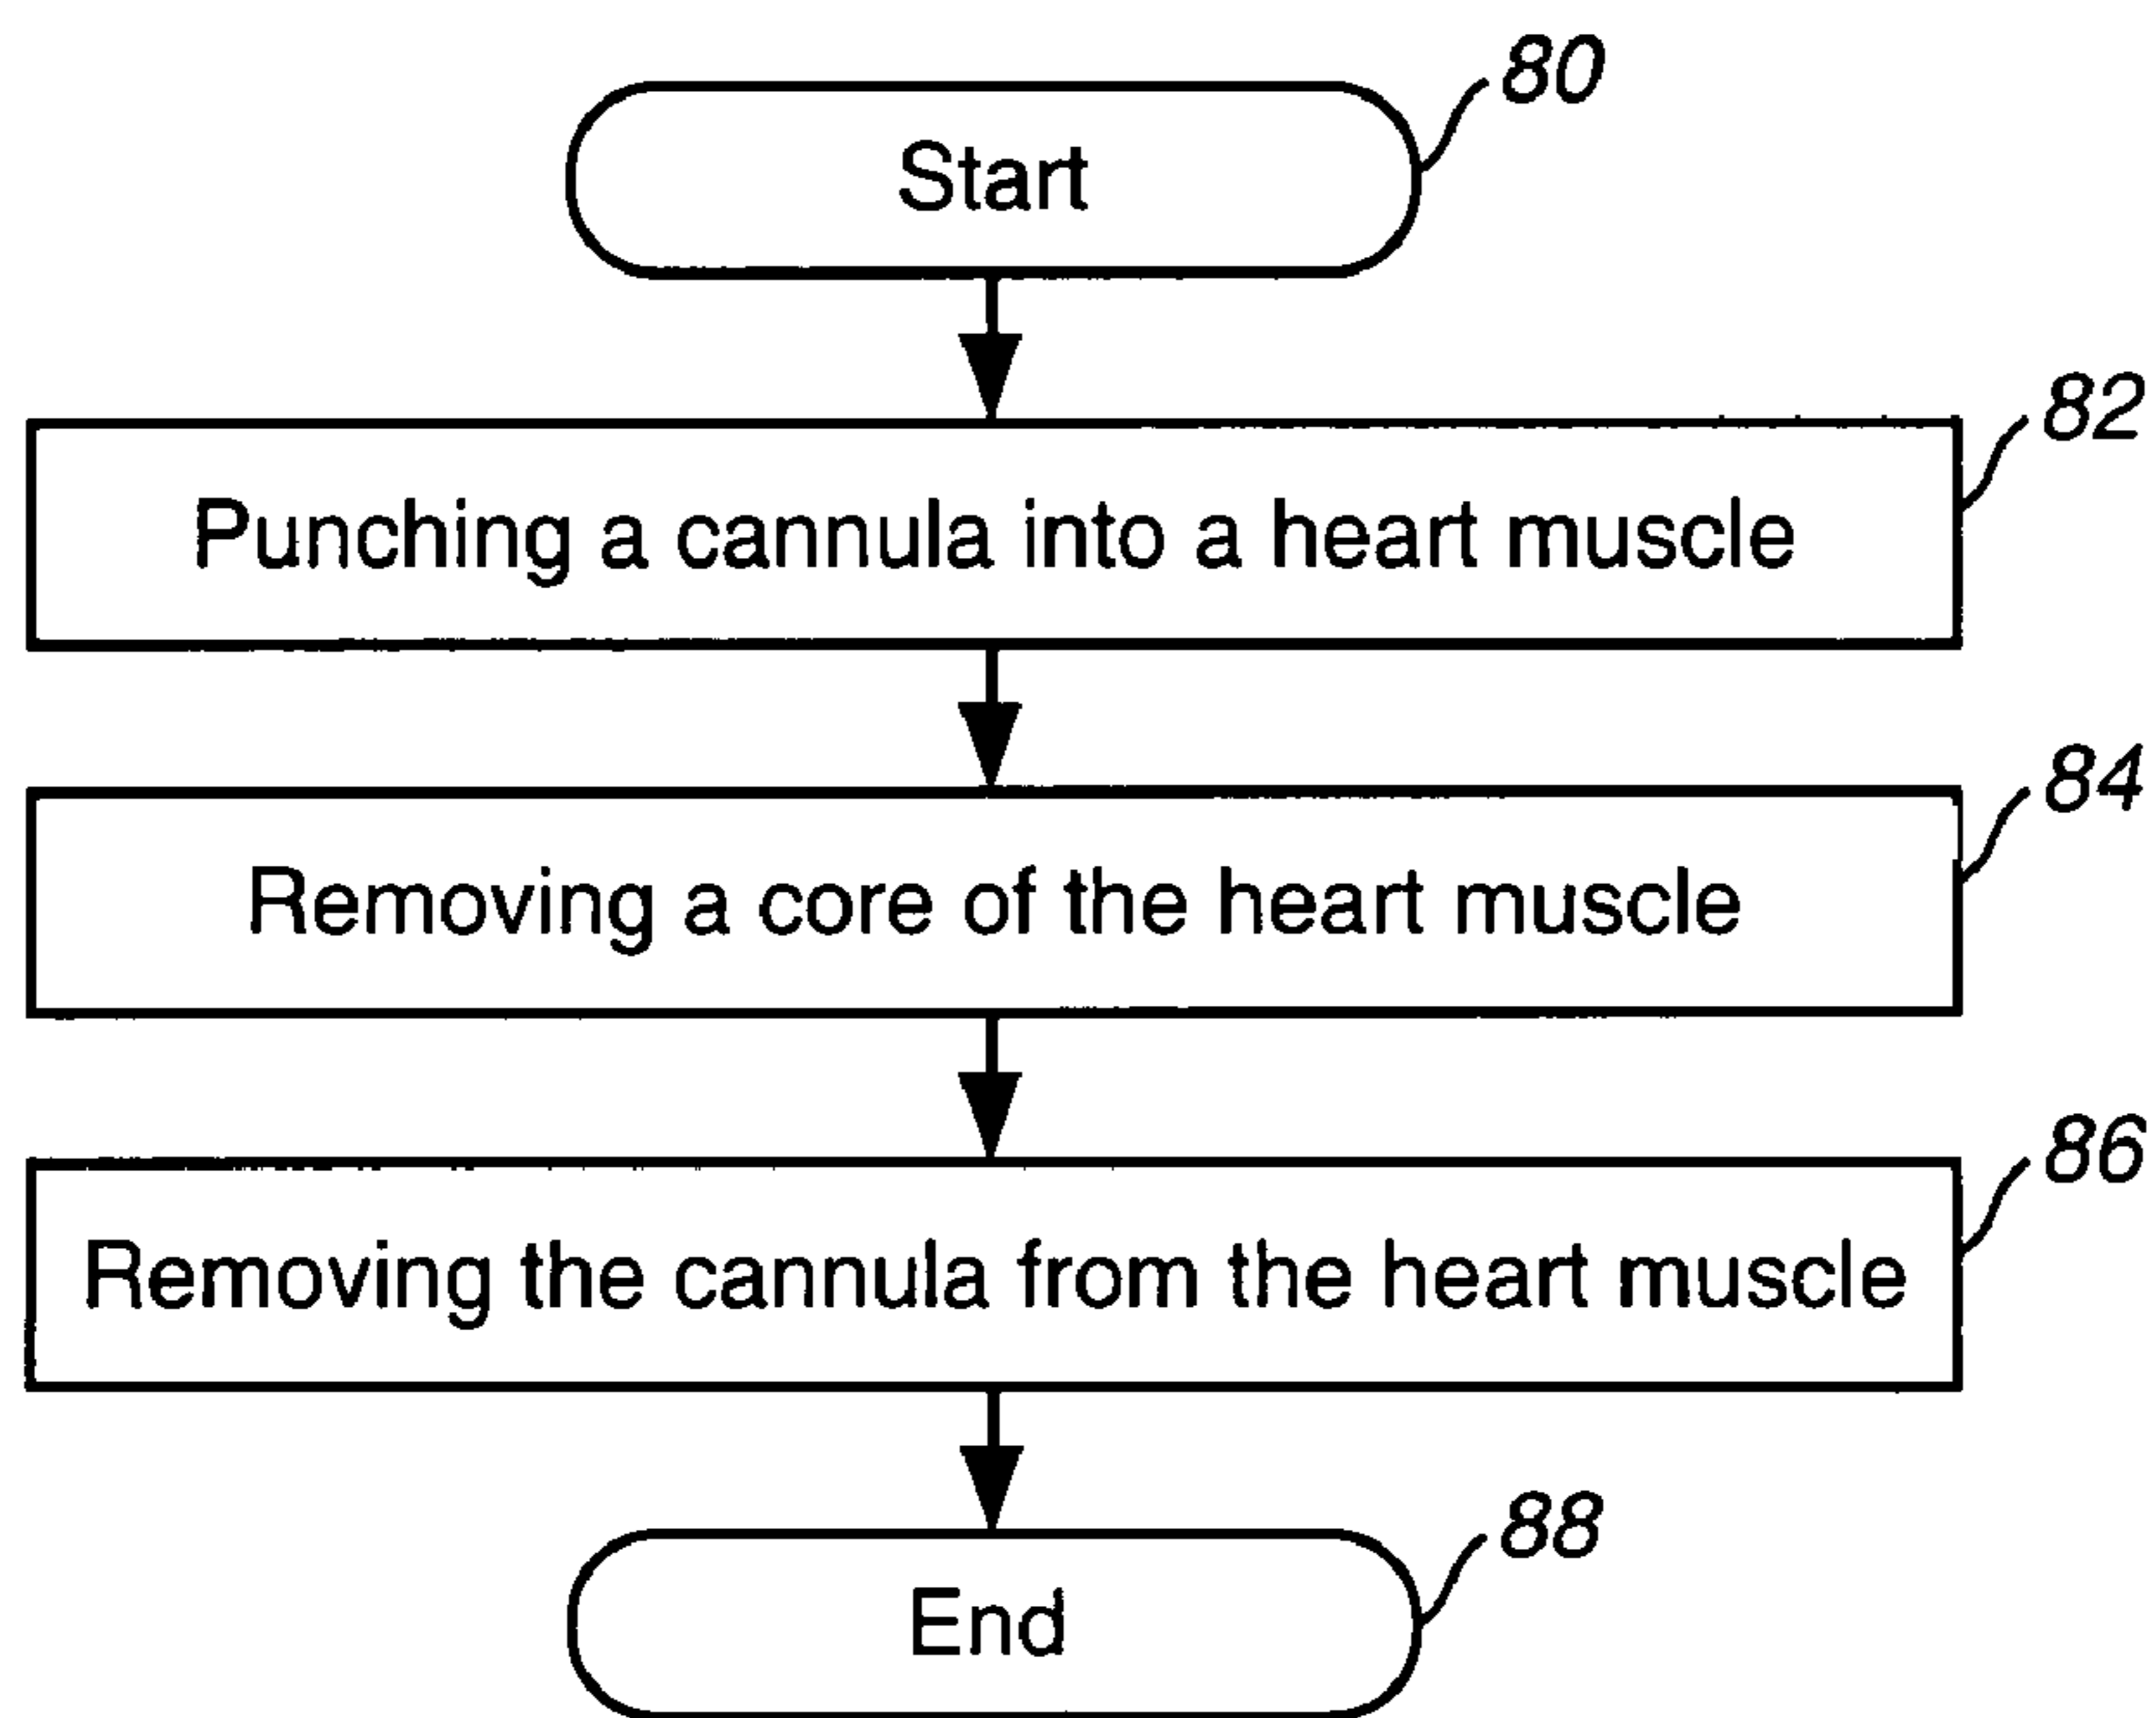 80
Start
82
Punching a cannula into a heart muscle
84
Removing a core of the heart muscle
86
Removing the cannula from the heart muscle
88
End